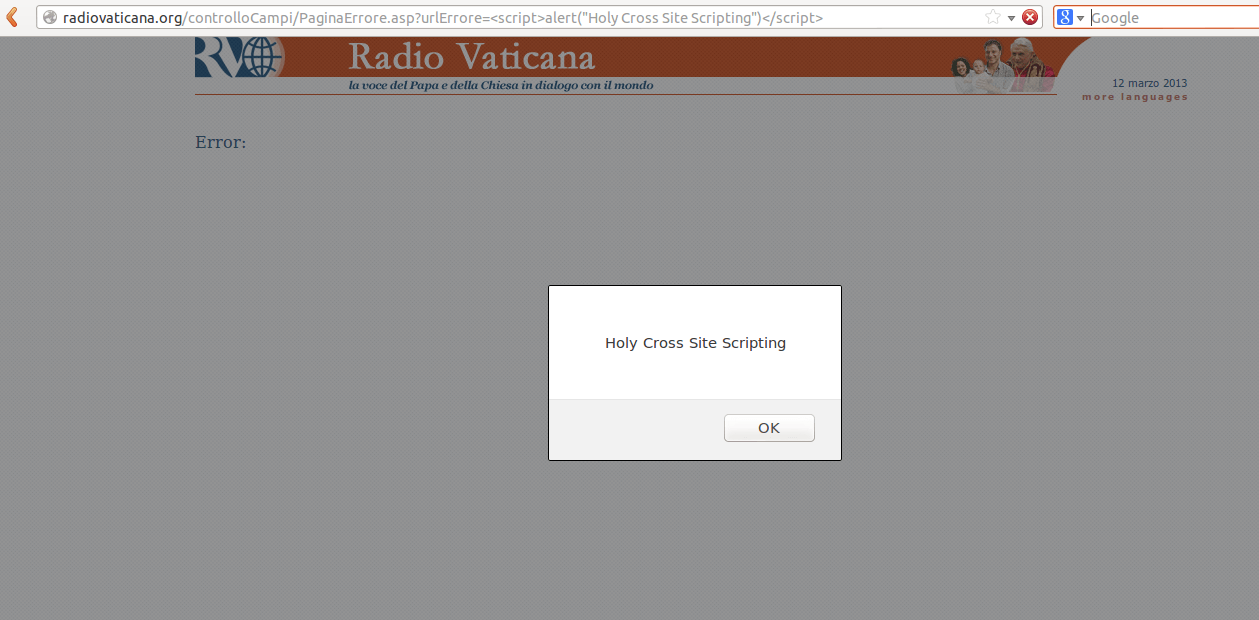 radiovaticana.org/controlloCampi/PaginaErrore.asp?urlErrore=<script>alert("Holy Cross Site Scripting")</script>
8 Google
RV
Radio Vaticana
la voce del Papa e della Chiesa in dialogo con il mondo
12 marzo 2013
more languages
Error:
Holy Cross Site Scripting
OK